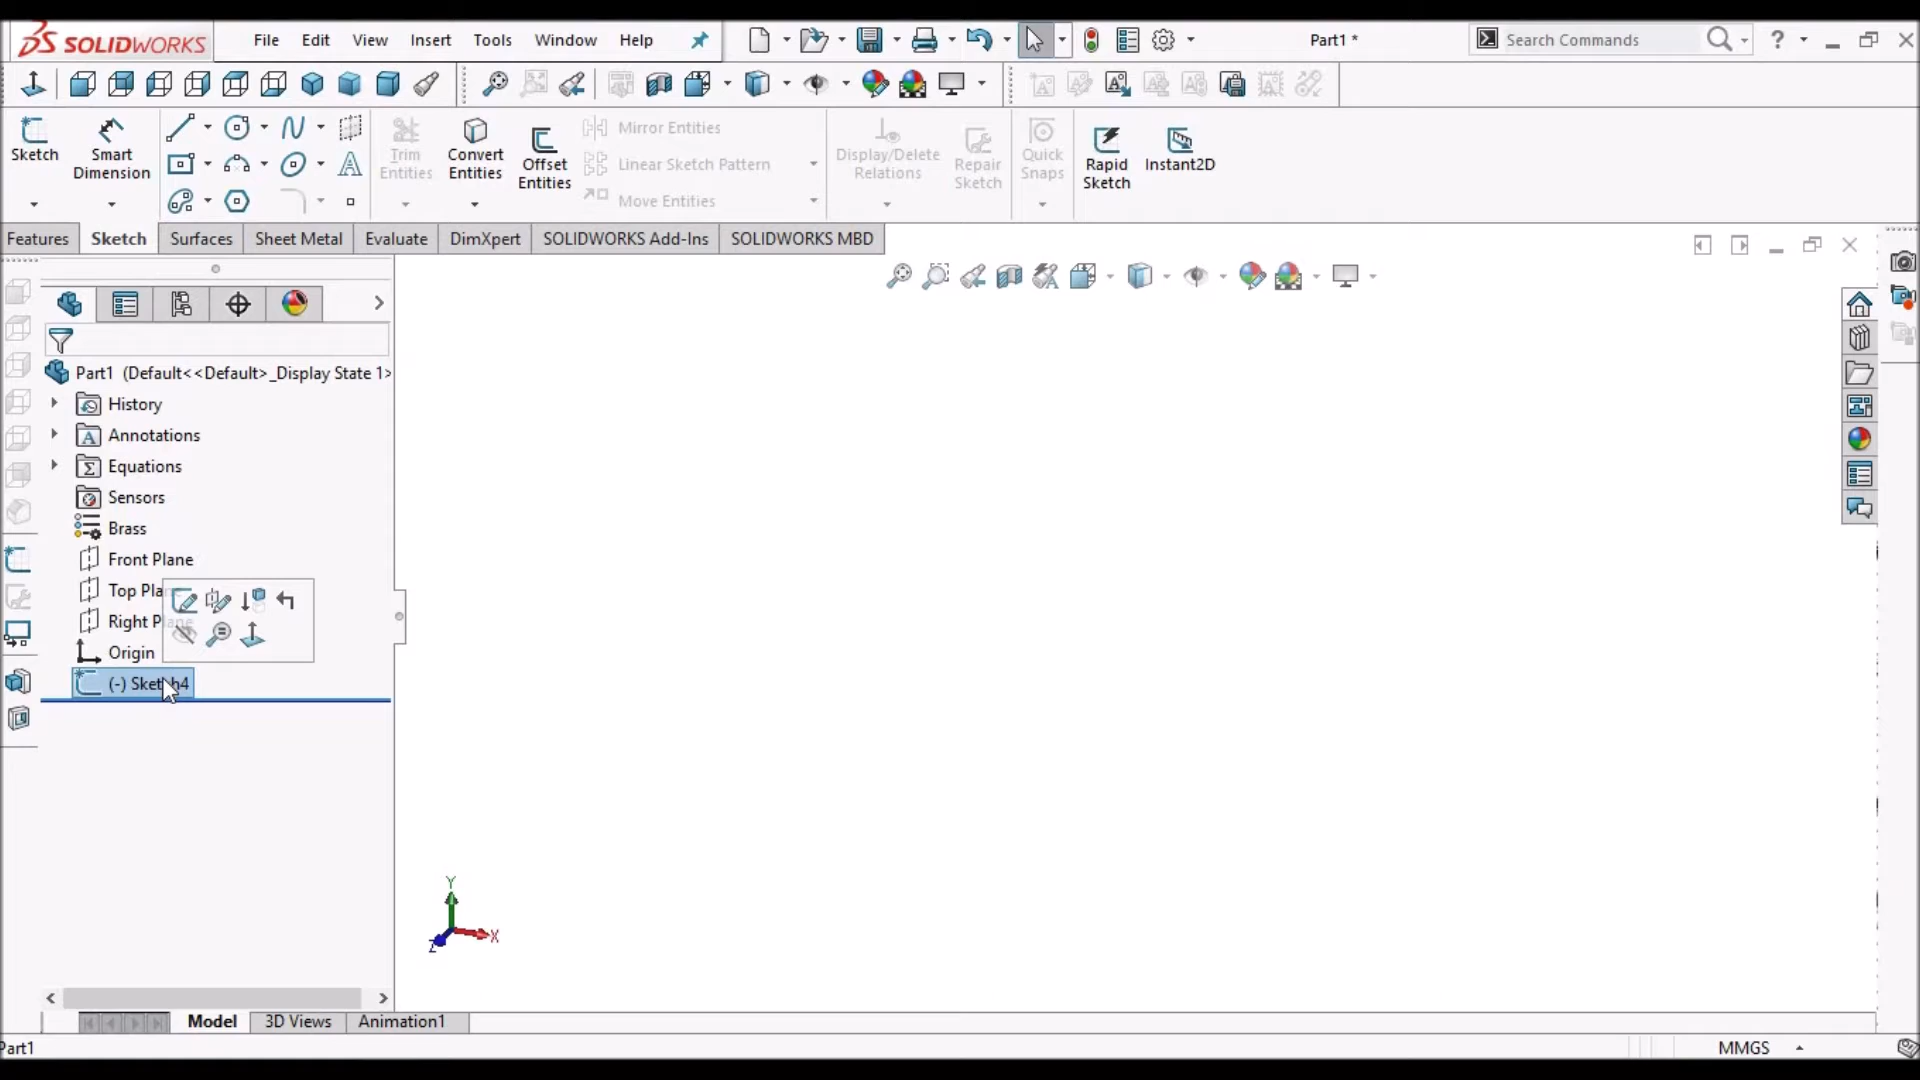 SOLIDWORKS File Edit View Insert Tools Window Help Part1 * Search Commands ?
Sketch Smart Dimension Trim Entities Convert Entities Offset Entities Mirror Entities Linear Sketch Pattern Move Entities Display/Delete Relations Repair Sketch Quick Snaps Rapid Sketch Instant2D
Features Sketch Surfaces Sheet Metal Evaluate DimXpert SOLIDWORKS Add-Ins SOLIDWORKS MBD
Part1 (Default<<Default>_Display State 1>
History
Annotations
Equations
Sensors
Brass
Front Plane
Top Plane
Right Plane
Origin
(-) Sketch4
Y
X
Z
Model 3D Views Animation1
Part1 MMGS